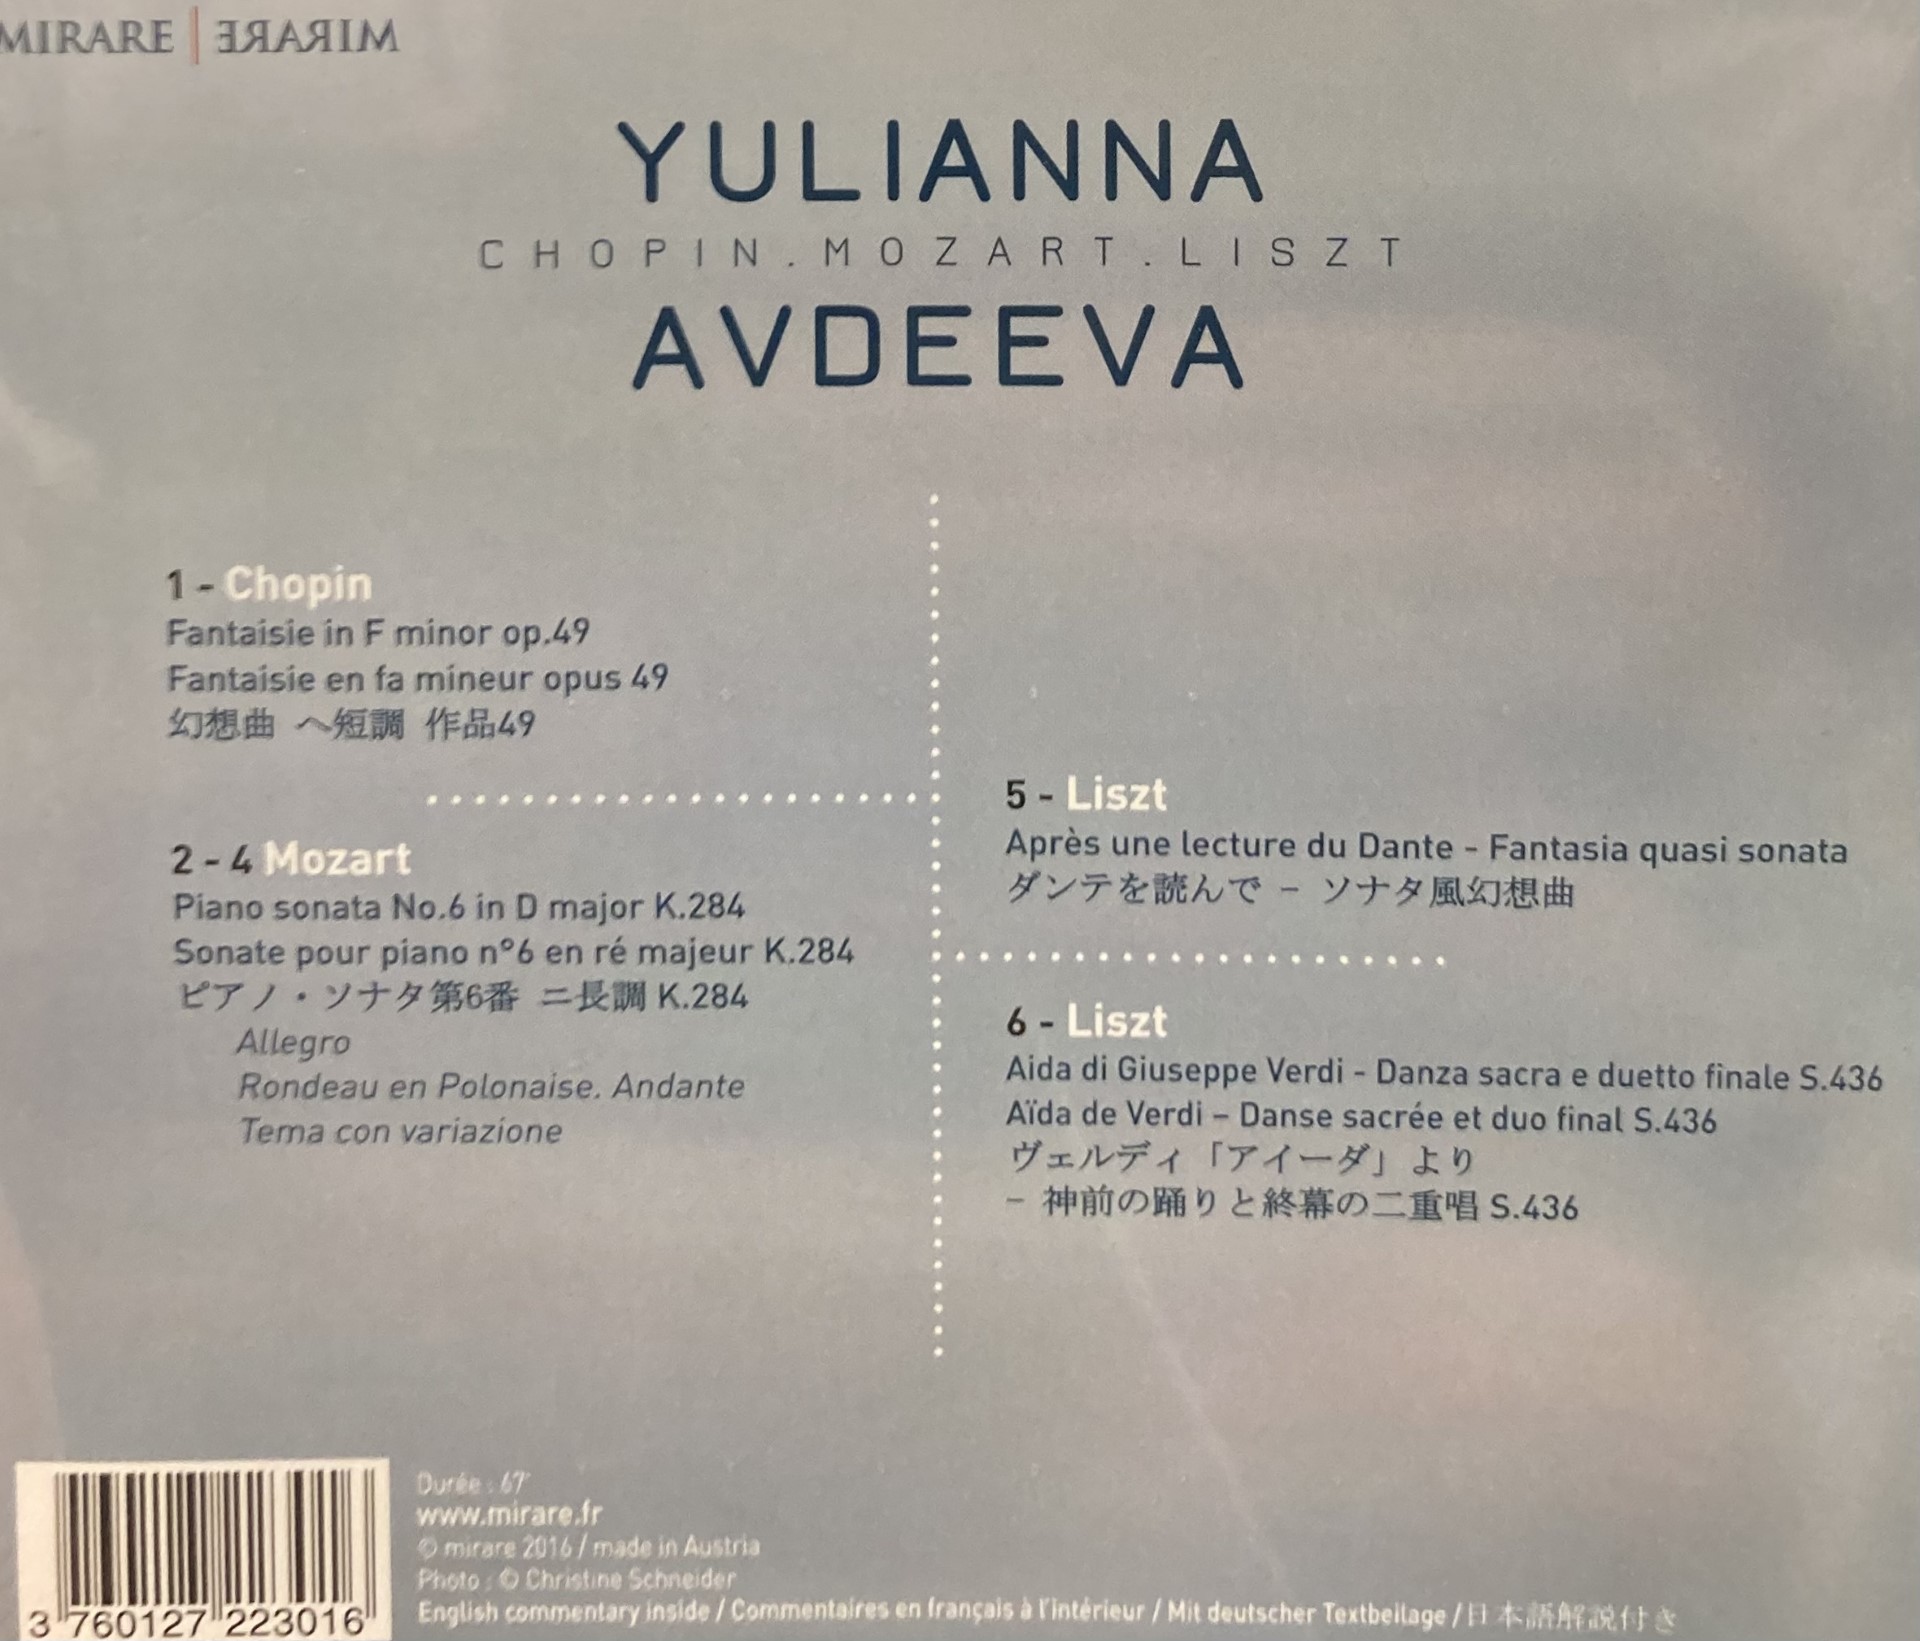 MIRARE | MIRARE
YULIANNA
CHOPIN.MOZART.LISZT
AVDEEVA
1 - Chopin
Fantaisie in F minor op.49
Fantaisie en fa mineur opus 49
幻想曲 ヘ短調 作品49
2 - 4 Mozart
Piano sonata No.6 in D major K.284
Sonate pour piano n°6 en ré majeur K.284
ピアノ・ソナタ第6番 ニ長調 K.284
Allegro
Rondeau en Polonaise. Andante
Tema con variazione
5 - Liszt
Après une lecture du Dante - Fantasia quasi sonata
ダンテを読んで – ソナタ風幻想曲
6 - Liszt
Aida di Giuseppe Verdi - Danza sacra e duetto finale S.436
Aïda de Verdi – Danse sacrée et duo final S.436
ヴェルディ「アイーダ」より
– 神前の踊りと終幕の二重唱 S.436
Durée : 67'
www.mirare.fr
© mirare 2016 / made in Austria
Photo : © Christine Schneider
English commentary inside / Commentaires en français à l'intérieur / Mit deutscher Textbeilage / 日本語解説付き
3 760127 223016